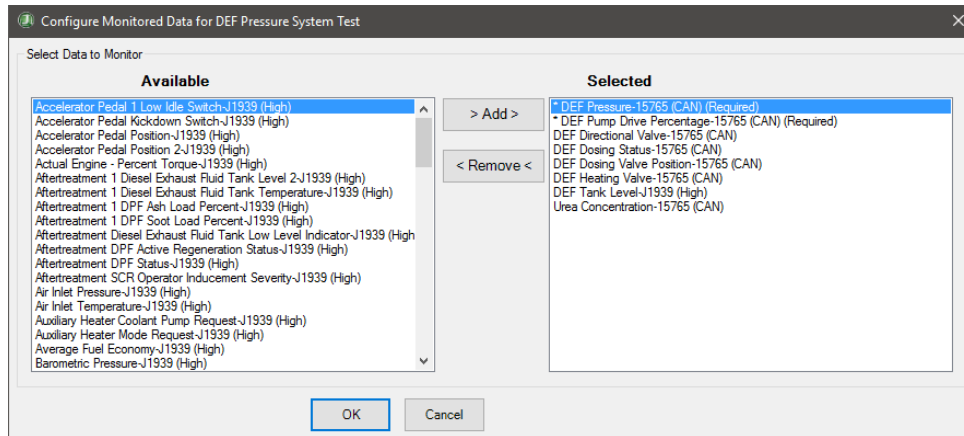 Configure Monitored Data for DEF Pressure System Test
Select Data to Monitor
Available
Accelerator Pedal 1 Low Idle Switch-J1939 (High)
Accelerator Pedal Kickdown Switch-J1939 (High)
Accelerator Pedal Position-J1939 (High)
Accelerator Pedal Position 2-J1939 (High)
Actual Engine - Percent Torque-J1939 (High)
Aftertreatment 1 Diesel Exhaust Fluid Tank Level 2-J1939 (High)
Aftertreatment 1 Diesel Exhaust Fluid Tank Temperature-J1939 (High)
Aftertreatment 1 DPF Ash Load Percent-J1939 (High)
Aftertreatment 1 DPF Soot Load Percent-J1939 (High)
Aftertreatment Diesel Exhaust Fluid Tank Low Level Indicator-J1939 (High
Aftertreatment DPF Active Regeneration Status-J1939 (High)
Aftertreatment DPF Status-J1939 (High)
Aftertreatment SCR Operator Inducement Severity-J1939 (High)
Air Inlet Pressure-J1939 (High)
Air Inlet Temperature-J1939 (High)
Auxiliary Heater Coolant Pump Request-J1939 (High)
Auxiliary Heater Mode Request-J1939 (High)
Average Fuel Economy-J1939 (High)
Barometric Pressure-J1939 (High)
> Add >
< Remove <
Selected
* DEF Pressure-15765 (CAN) (Required)
* DEF Pump Drive Percentage-15765 (CAN) (Required)
DEF Directional Valve-15765 (CAN)
DEF Dosing Status-15765 (CAN)
DEF Dosing Valve Position-15765 (CAN)
DEF Heating Valve-15765 (CAN)
DEF Tank Level-J1939 (High)
Urea Concentration-15765 (CAN)
OK
Cancel